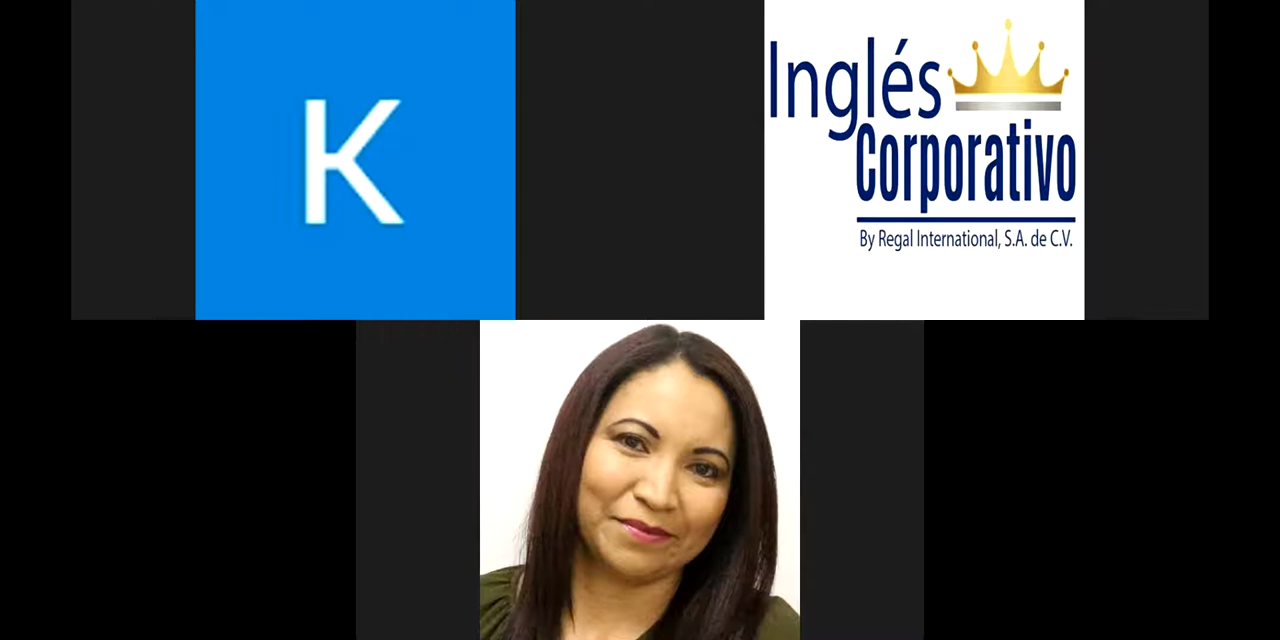 K
Inglés
Corporativo
By Regal International, S.A. de C.V.